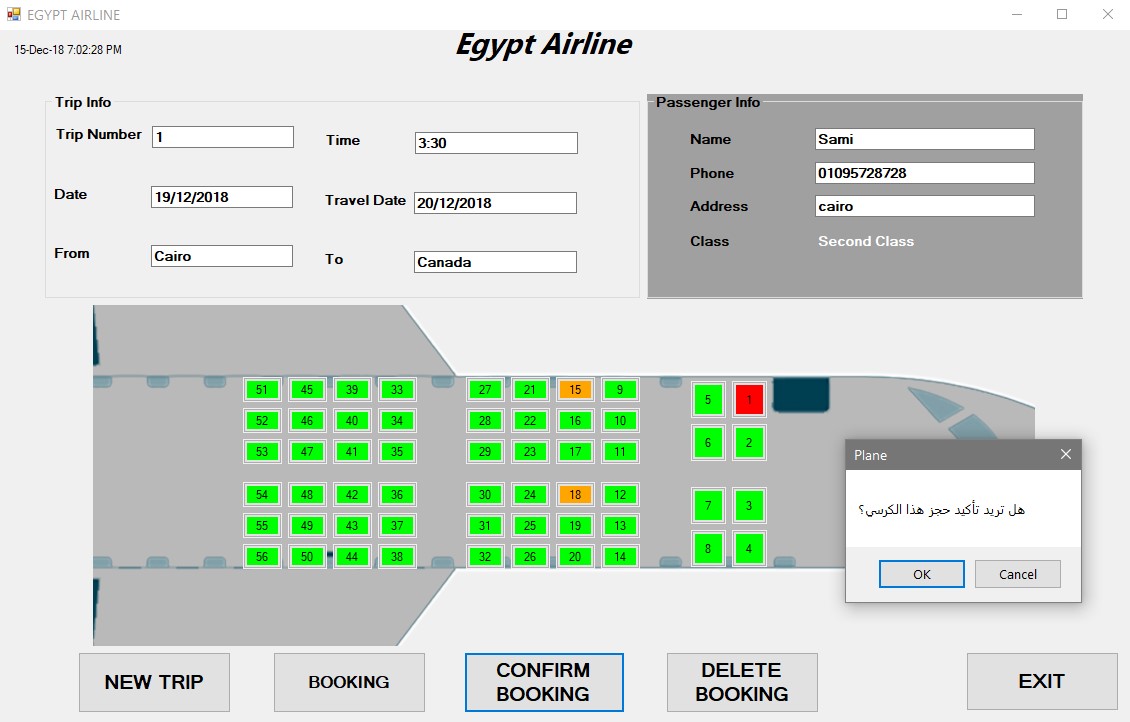 EGYPT AIRLINE
15-Dec-18 7:02:28 PM
Egypt Airline
Trip Info
Trip Number 1 Time 3:30
Date 19/12/2018 Travel Date 20/12/2018
From Cairo To Canada
Passenger Info
Name Sami
Phone 01095728728
Address cairo
Class Second Class
51 45 39 33 27 21 15 9 5 1
52 46 40 34 28 22 16 10 6 2
53 47 41 35 29 23 17 11
54 48 42 36 30 24 18 12 7 3
55 49 43 37 31 25 19 13
56 50 44 38 32 26 20 14 8 4
Plane
هل تريد تأكيد حجز هذا الكرسي؟
OK Cancel
NEW TRIP
BOOKING
CONFIRM
BOOKING
DELETE
BOOKING
EXIT